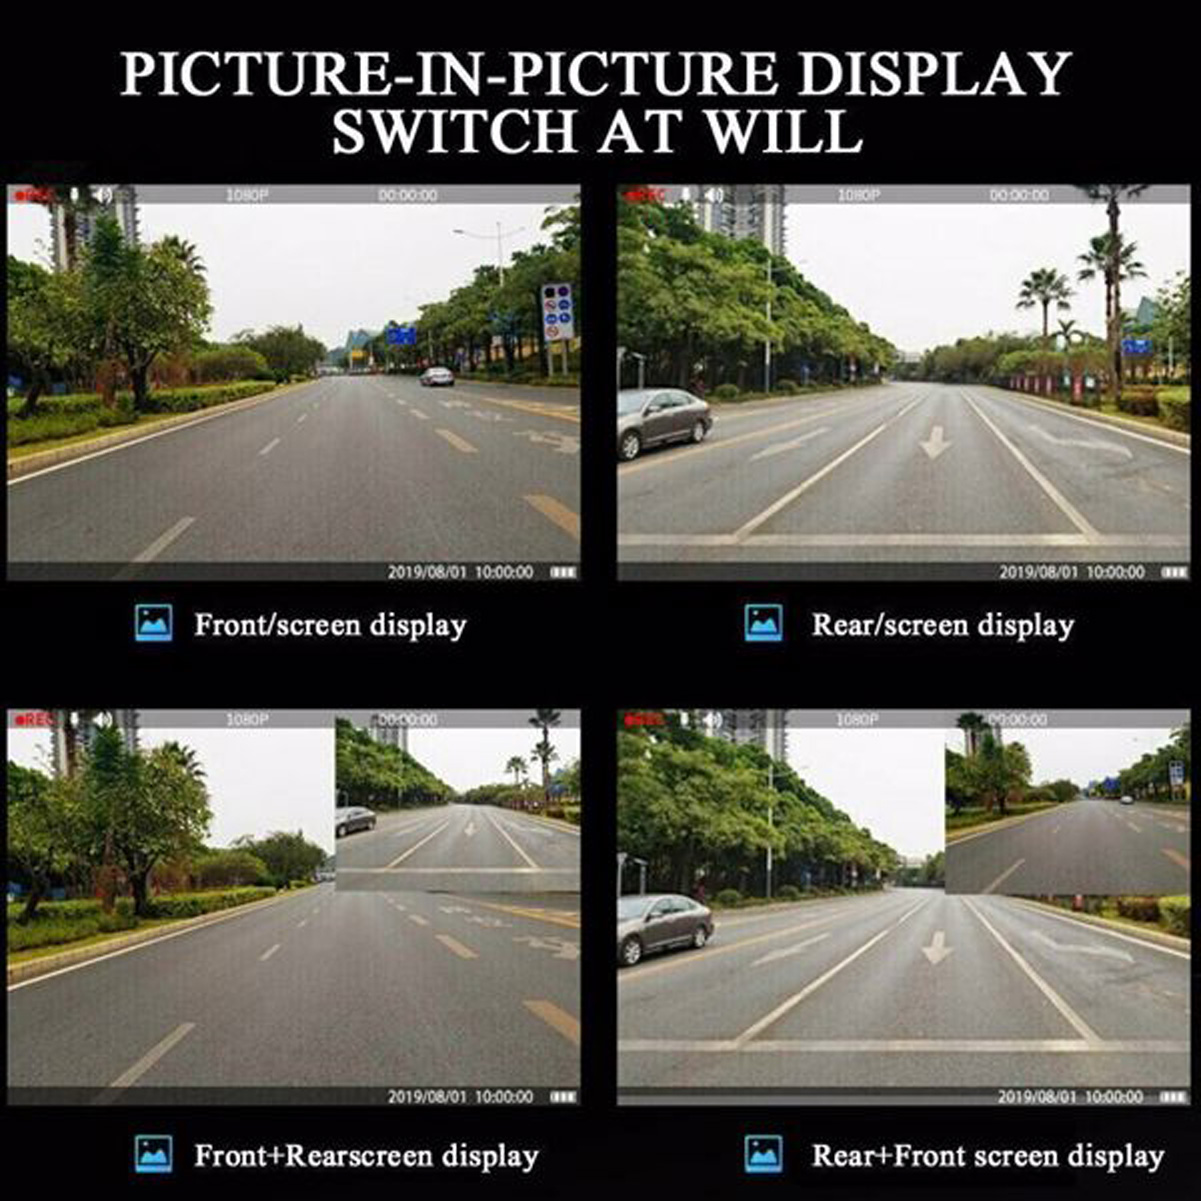 PICTURE-IN-PICTURE DISPLAY
SWITCH AT WILL
REC 1080P 00:00:00
REC 1080P 00:00:00
2019/08/01 10:00:00
2019/08/01 10:00:00
Front/screen display
Rear/screen display
REC 1080P 00:00:00
REC 1080P 00:00:00
2019/08/01 10:00:00
2019/08/01 10:00:00
Front+Rearscreen display
Rear+Front screen display